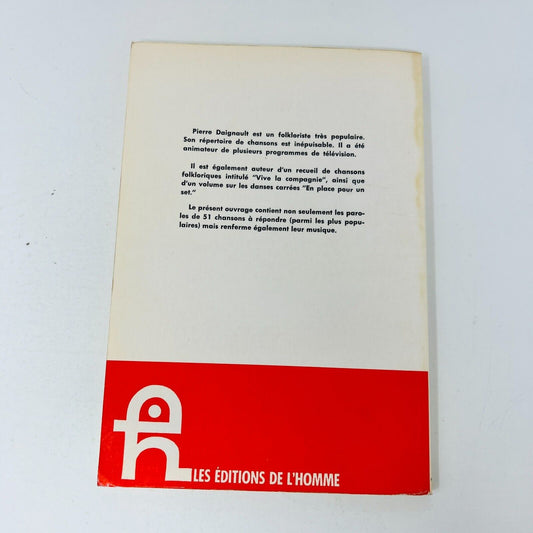 Pierre Daignault est un folkloriste très populaire.
Son répertoire de chansons est inépuisable. Il a été
animateur de plusieurs programmes de télévision.
Il est également auteur d'un recueil de chansons
folkloriques intitulé "Vive la compagnie", ainsi que
d'un volume sur les danses carrées "En place pour un
set."
Le présent ouvrage contient non seulement les paro-
les de 51 chansons à répondre (parmi les plus popu-
laires) mais renferme également leur musique.
LES ÉDITIONS DE L'HOMME